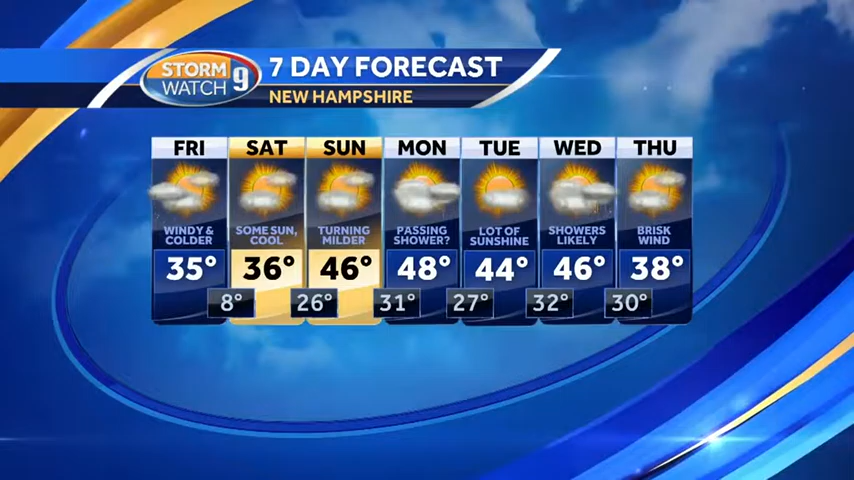 STORM
WATCH 9
7 DAY FORECAST
NEW HAMPSHIRE
FRI SAT SUN MON TUE WED THU
WINDY & COLDER
SOME SUN, COOL
TURNING MILDER
PASSING SHOWER?
LOT OF SUNSHINE
SHOWERS LIKELY
BRISK WIND
35° 36° 46° 48° 44° 46° 38°
8° 26° 31° 27° 32° 30°